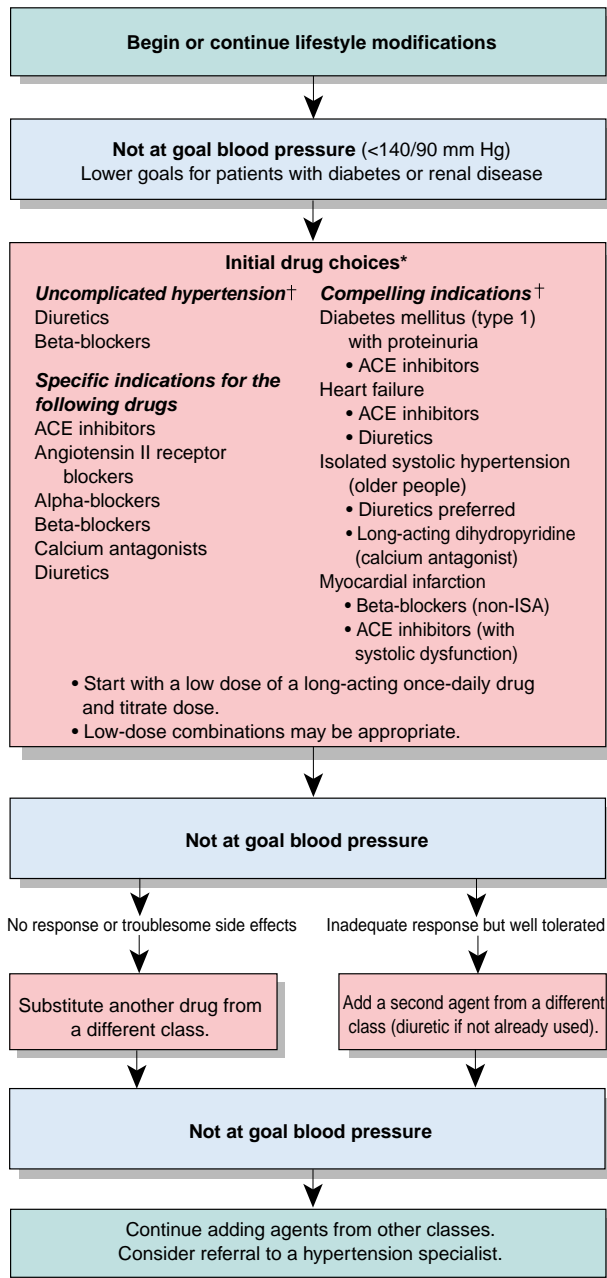 Begin or continue lifestyle modifications
Not at goal blood pressure (<140/90 mm Hg)
Lower goals for patients with diabetes or renal disease
Initial drug choices*
Uncomplicated hypertension†
Diuretics
Beta-blockers
Specific indications for the
following drugs
ACE inhibitors
Angiotensin II receptor
blockers
Alpha-blockers
Beta-blockers
Calcium antagonists
Diuretics
Compelling indications†
Diabetes mellitus (type 1)
with proteinuria
• ACE inhibitors
Heart failure
• ACE inhibitors
• Diuretics
Isolated systolic hypertension
(older people)
• Diuretics preferred
• Long-acting dihydropyridine
(calcium antagonist)
Myocardial infarction
• Beta-blockers (non-ISA)
• ACE inhibitors (with
systolic dysfunction)
• Start with a low dose of a long-acting once-daily drug
and titrate dose.
• Low-dose combinations may be appropriate.
Not at goal blood pressure
No response or troublesome side effects
Inadequate response but well tolerated
Substitute another drug from
a different class.
Add a second agent from a different
class (diuretic if not already used).
Not at goal blood pressure
Continue adding agents from other classes.
Consider referral to a hypertension specialist.